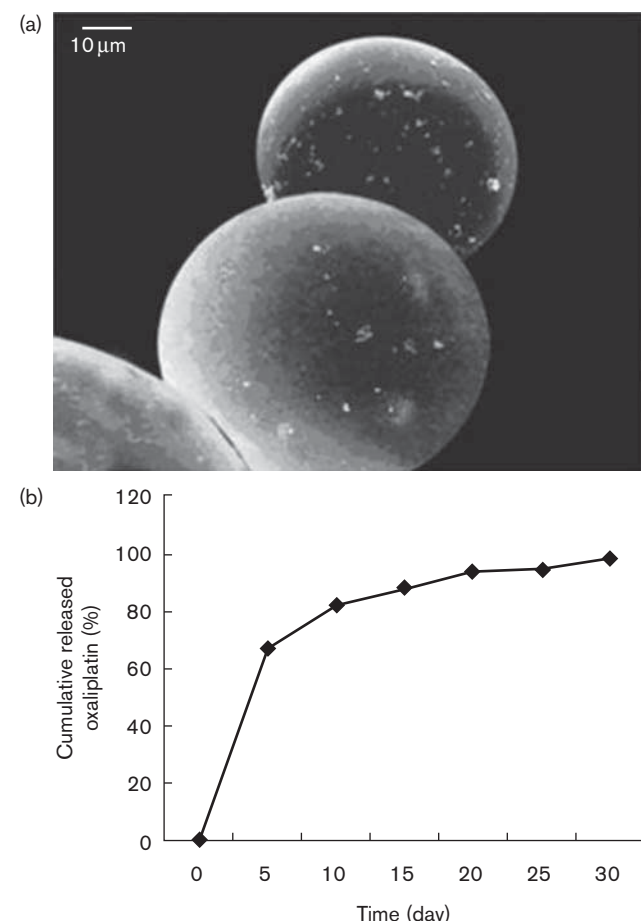 (a)
10 µm
(b)
120
100
80
60
40
20
0
Cumulative released
oxaliplatin (%)
0 5 10 15 20 25 30
Time (day)